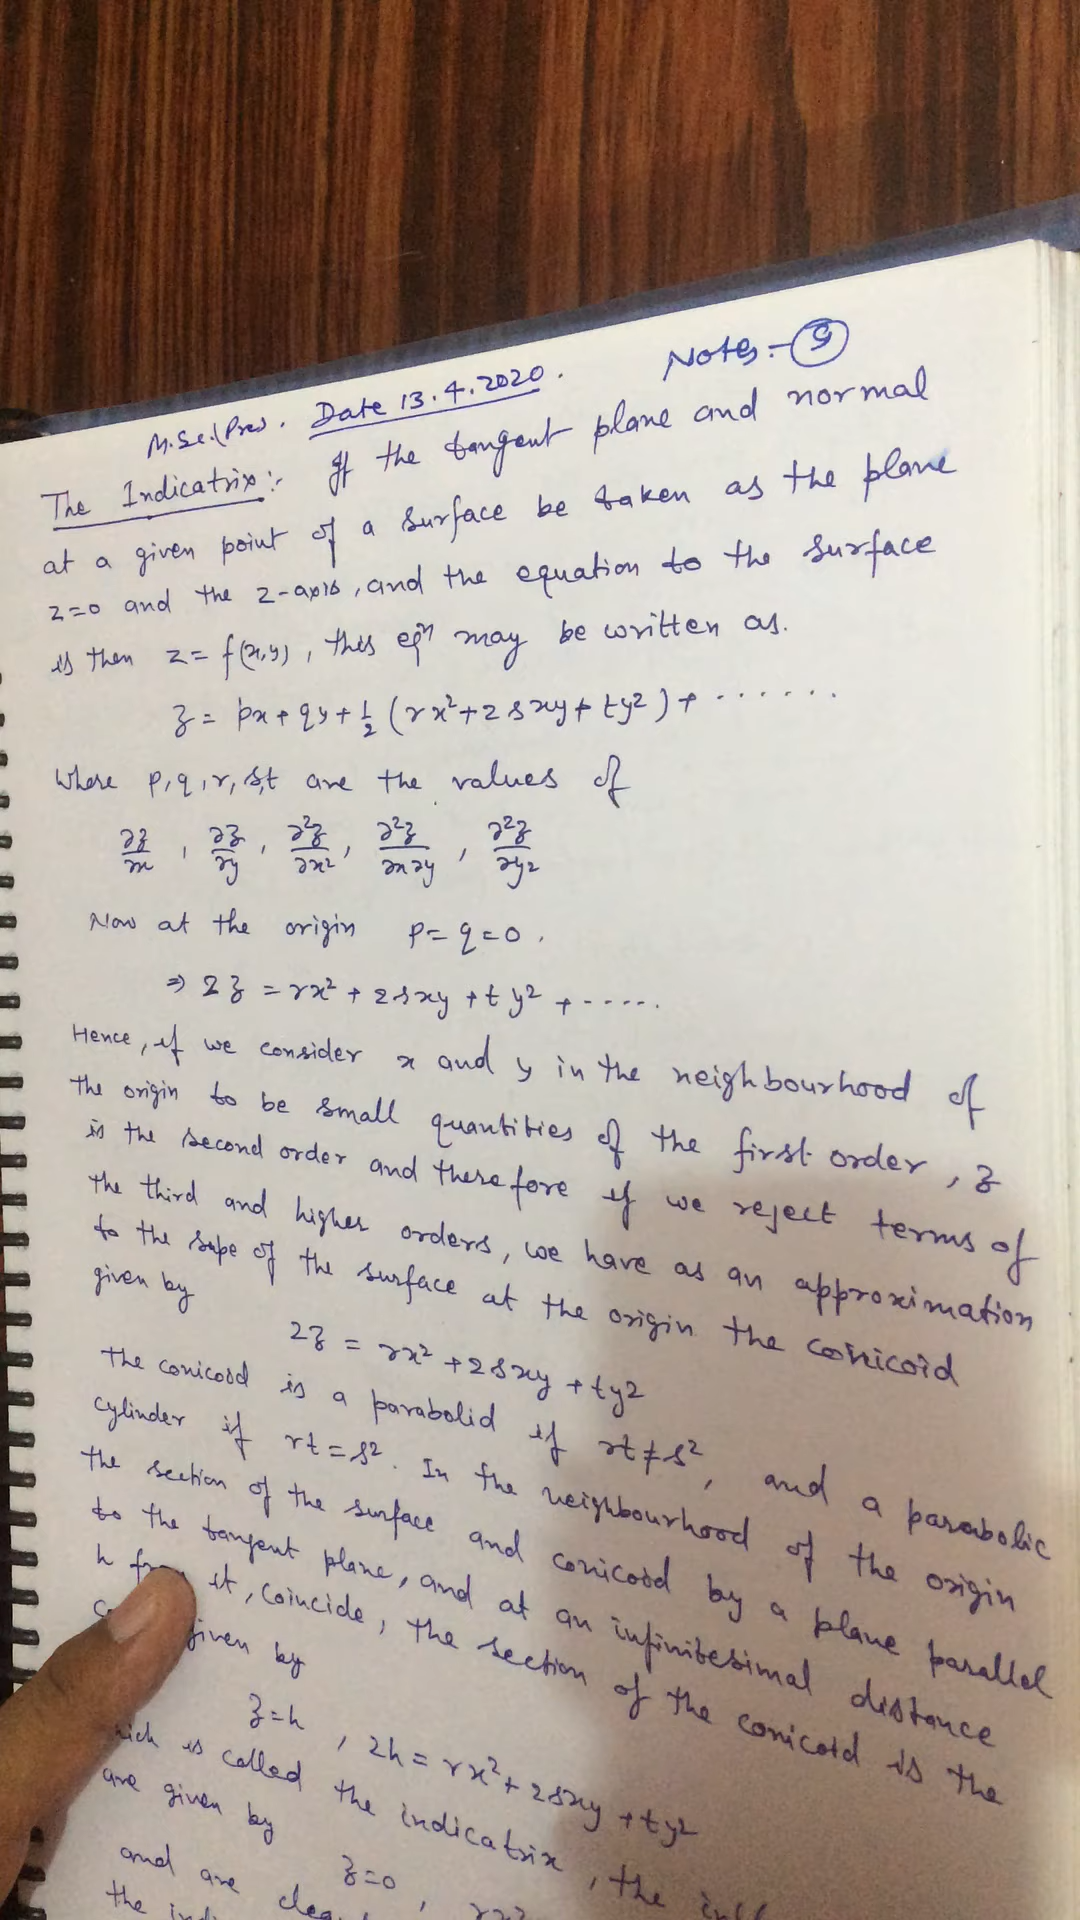 Notes:- 9
M.Sc.(Prev. Date 13.4.2020.
The Indicatrix:- If the tangent plane and normal
at a given point of a surface be taken as the plane
z=0 and the z-axis, and the equation to the surface
is then z = f(x,y), this eqⁿ may be written as.
z = px + qy + 1/2 (rx² + 2sxy + ty²) + .......
Where p, q, r, s, t are the values of
∂z/∂x , ∂z/∂y , ∂²z/∂x² , ∂²z/∂x∂y , ∂²z/∂y²
Now at the origin p = q = 0 .
⇒ 2z = rx² + 2sxy + ty² + .....
Hence, if we consider x and y in the neighbourhood of
the origin to be small quantities of the first order, z
is the second order and therefore if we reject terms of
the third and higher orders, we have as an approximation
to the sape of the surface at the origin the conicoid
given by
2z = rx² + 2sxy + ty²
The conicoid is a parabolid if rt ≠ s², and a parabolic
cylinder if rt = s². In the neighbourhood of the origin
the section of the surface and conicoid by a plane parallel
to the tangent plane, and at an infinitesimal distance
h from it, coincide, the section of the conicoid is the
given by
z=h , 2h = rx² + 2sxy + ty²
which is called the indicatrix, the
are given by
z=0 ,
and are
the